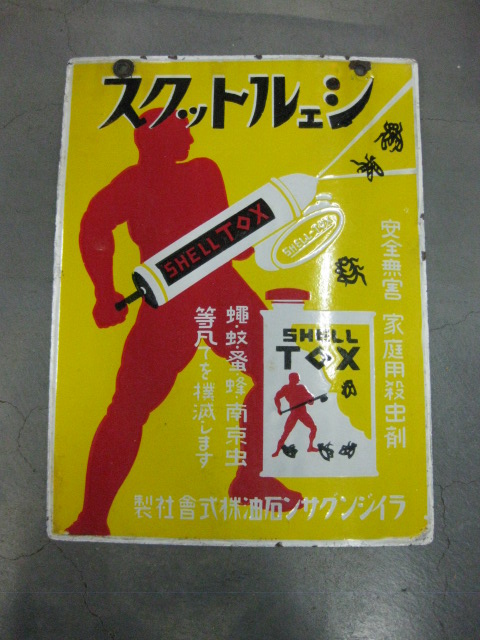 シェルトックス
SHELL TOX
SHELL-TOX
安全無害 家庭用殺虫剤
SHELL
TOX
蠅・蚊・蚤・蜂・南京虫
等凡てを撲滅します
ライジングサン石油株式會社製